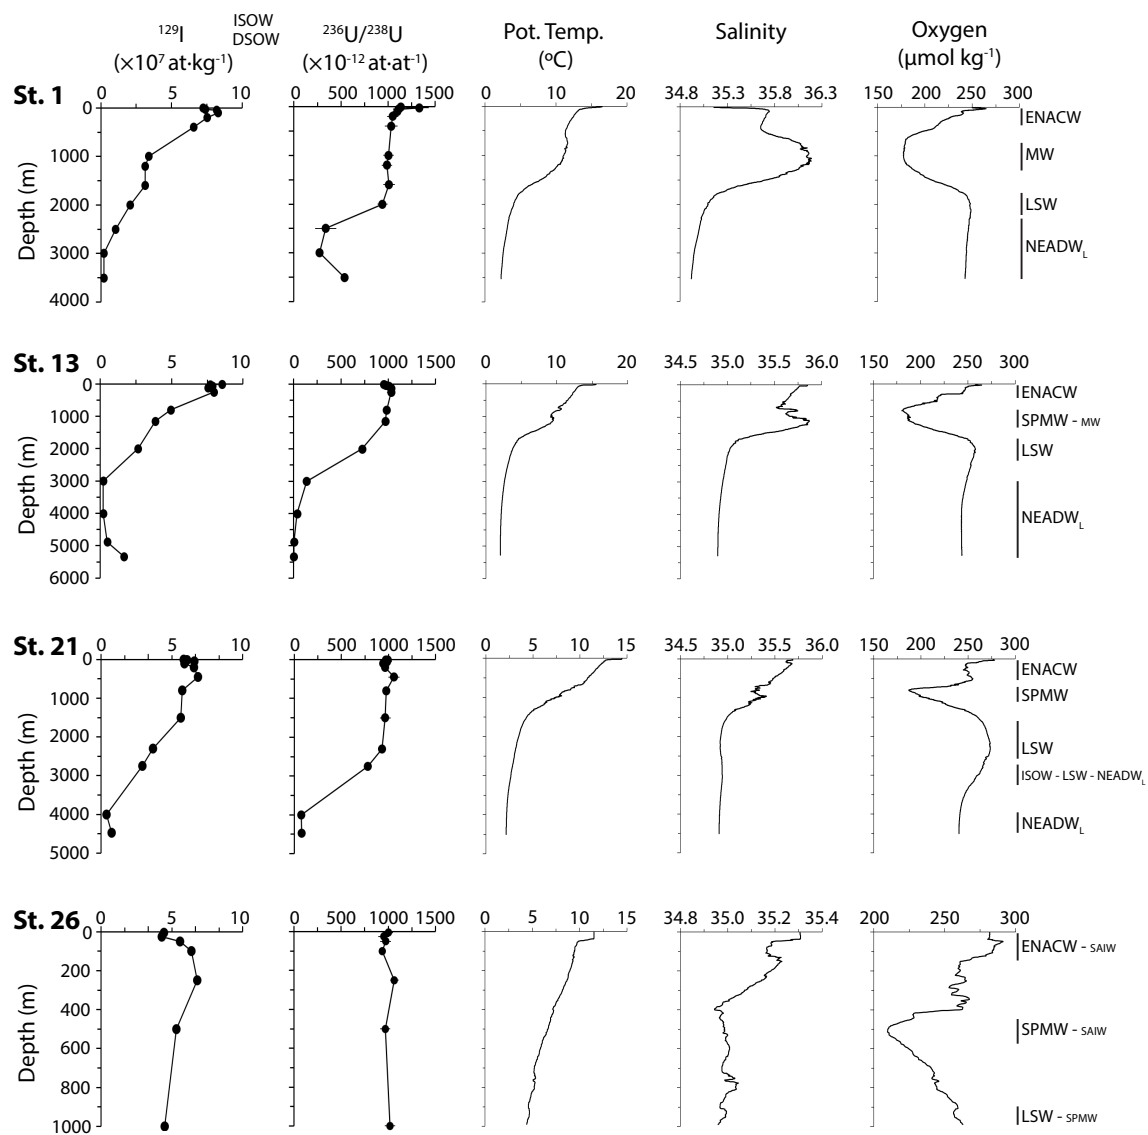 ¹²⁹I ISOW ²³⁶U/²³⁸U Pot. Temp. Salinity Oxygen
DSOW
(×10⁷ at·kg⁻¹) (×10⁻¹² at·at⁻¹) (ºC) (µmol kg⁻¹)
St. 1
0 5 10 0 500 1000 1500 0 10 20 34.8 35.3 35.8 36.3 150 200 250 300
Depth (m)
0
1000
2000
3000
4000
ENACW
MW
LSW
NEADW_L
St. 13
0 5 10 0 500 1000 1500 0 10 20 34.5 35.0 35.5 36.0 150 200 250 300
Depth (m)
0
1000
2000
3000
4000
5000
6000
ENACW
SPMW - MW
LSW
NEADW_L
St. 21
0 5 10 0 500 1000 1500 0 5 10 15 34.5 35.0 35.5 36.0 150 200 250 300
Depth (m)
0
1000
2000
3000
4000
5000
ENACW
SPMW
LSW
ISOW - LSW - NEADW_L
NEADW_L
St. 26
0 5 10 0 500 1000 1500 0 5 10 15 34.8 35.0 35.2 35.4 200 250 300
Depth (m)
0
200
400
600
800
1000
ENACW - SAIW
SPMW - SAIW
LSW - SPMW